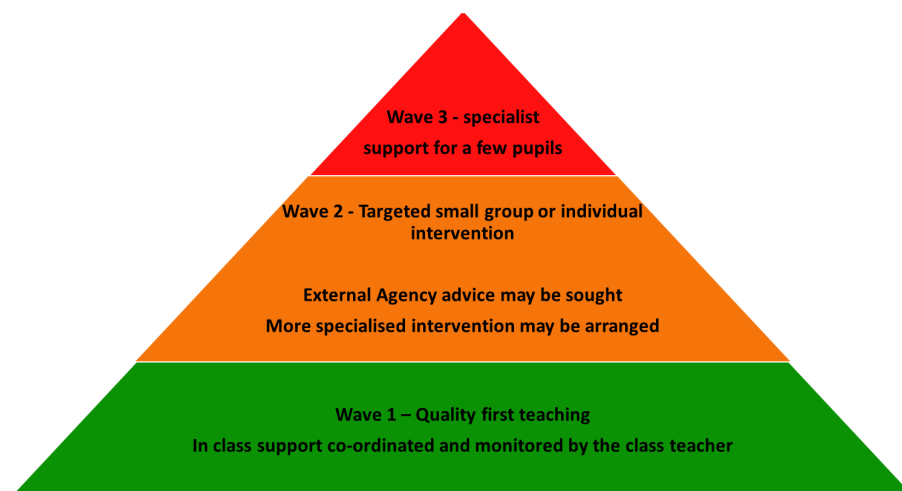 Wave 3 - specialist
support for a few pupils
Wave 2 - Targeted small group or individual
intervention
External Agency advice may be sought
More specialised intervention may be arranged
Wave 1 – Quality first teaching
In class support co-ordinated and monitored by the class teacher